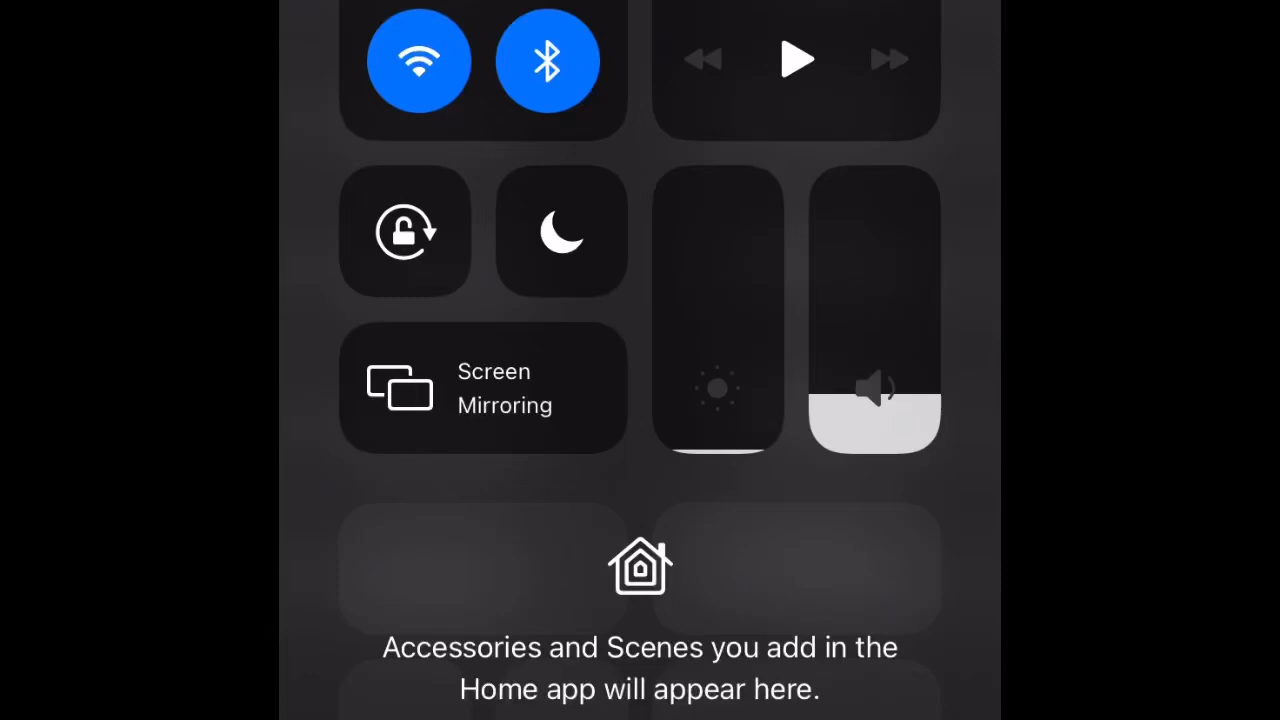 Screen
Mirroring
Accessories and Scenes you add in the
Home app will appear here.